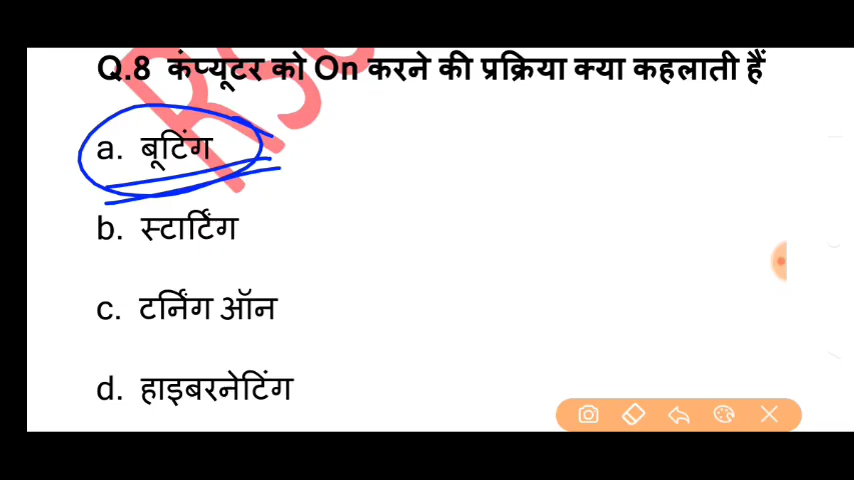 Q.8 कंप्यूटर को On करने की प्रक्रिया क्या कहलाती हैं
a. बूटिंग
b. स्टार्टिंग
c. टर्निंग ऑन
d. हाइबरनेटिंग